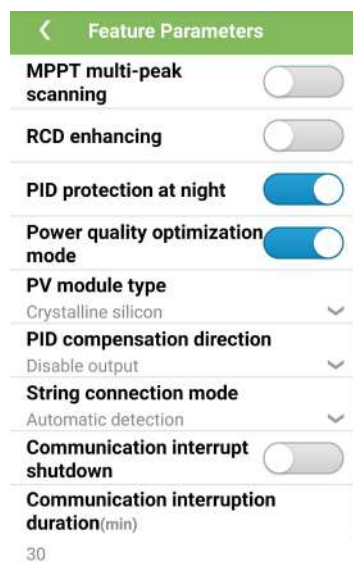 Feature Parameters
MPPT multi-peak
scanning
RCD enhancing
PID protection at night
Power quality optimization
mode
PV module type
Crystalline silicon
PID compensation direction
Disable output
String connection mode
Automatic detection
Communication interrupt
shutdown
Communication interruption
duration(min)
30